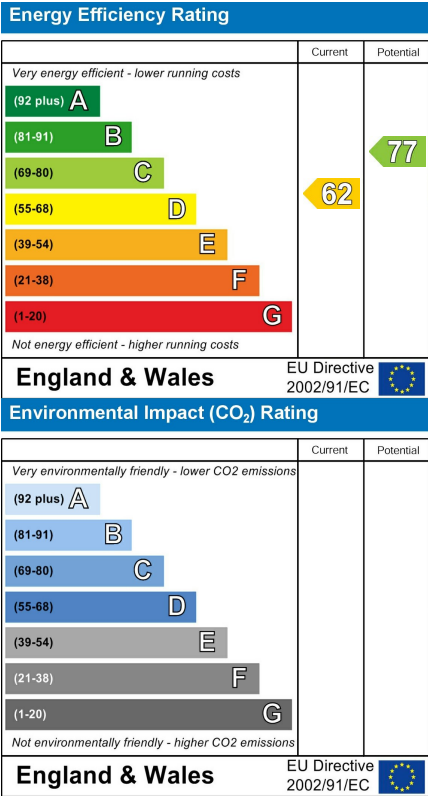 Energy Efficiency Rating
Current Potential
Very energy efficient - lower running costs
(92 plus) A
(81-91) B
(69-80) C
(55-68) D
(39-54) E
(21-38) F
(1-20) G
62
77
Not energy efficient - higher running costs
England & Wales
EU Directive
2002/91/EC
Environmental Impact (CO₂) Rating
Current Potential
Very environmentally friendly - lower CO2 emissions
(92 plus) A
(81-91) B
(69-80) C
(55-68) D
(39-54) E
(21-38) F
(1-20) G
Not environmentally friendly - higher CO2 emissions
England & Wales
EU Directive
2002/91/EC